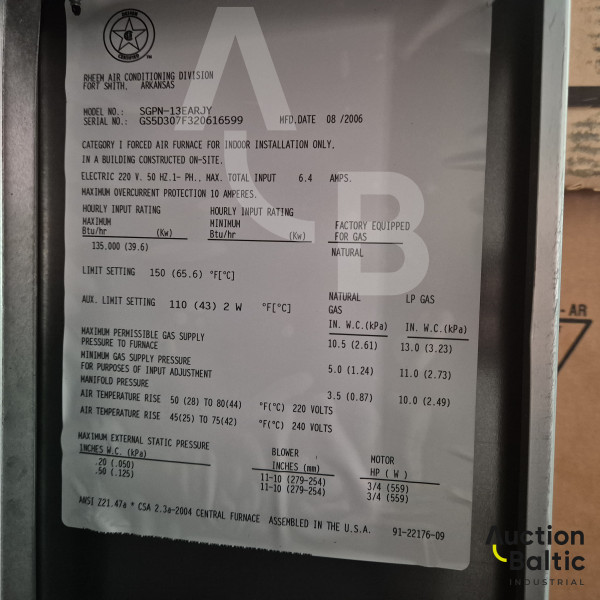 RHEEM AIR CONDITIONING DIVISION
FORT SMITH, ARKANSAS
MODEL NO.: SGPN-13EARJY
SERIAL NO.: GS5D307F320616599 MFD.DATE 08 /2006
CATEGORY I FORCED AIR FURNACE FOR INDOOR INSTALLATION ONLY,
IN A BUILDING CONSTRUCTED ON-SITE.
ELECTRIC 220 V. 50 HZ.1- PH., MAX. TOTAL INPUT 6.4 AMPS.
MAXIMUM OVERCURRENT PROTECTION 10 AMPERES.
HOURLY INPUT RATING HOURLY INPUT RATING
MAXIMUM MINIMUM FACTORY EQUIPPED
Btu/hr (Kw) Btu/hr (Kw) FOR GAS
135,000 (39.6) NATURAL
LIMIT SETTING 150 (65.6) °F[°C]
AUX. LIMIT SETTING 110 (43) 2 W °F[°C]
NATURAL LP GAS
GAS
IN. W.C.(kPa) IN. W.C.(kPa)
MAXIMUM PERMISSIBLE GAS SUPPLY
PRESSURE TO FURNACE 10.5 (2.61) 13.0 (3.23)
MINIMUM GAS SUPPLY PRESSURE
FOR PURPOSES OF INPUT ADJUSTMENT 5.0 (1.24) 11.0 (2.73)
MANIFOLD PRESSURE 3.5 (0.87) 10.0 (2.49)
AIR TEMPERATURE RISE 50 (28) TO 80(44) °F(°C) 220 VOLTS
AIR TEMPERATURE RISE 45(25) TO 75(42) °F(°C) 240 VOLTS
MAXIMUM EXTERNAL STATIC PRESSURE BLOWER MOTOR
INCHES W.C. (kPa) INCHES (mm) HP ( W )
.20 (.050) 11-10 (279-254) 3/4 (559)
.50 (.125) 11-10 (279-254) 3/4 (559)
ANSI Z21.47a * CSA 2.3a-2004 CENTRAL FURNACE ASSEMBLED IN THE U.S.A. 91-22176-09
- AR
A
B
Auction
Baltic
INDUSTRIAL